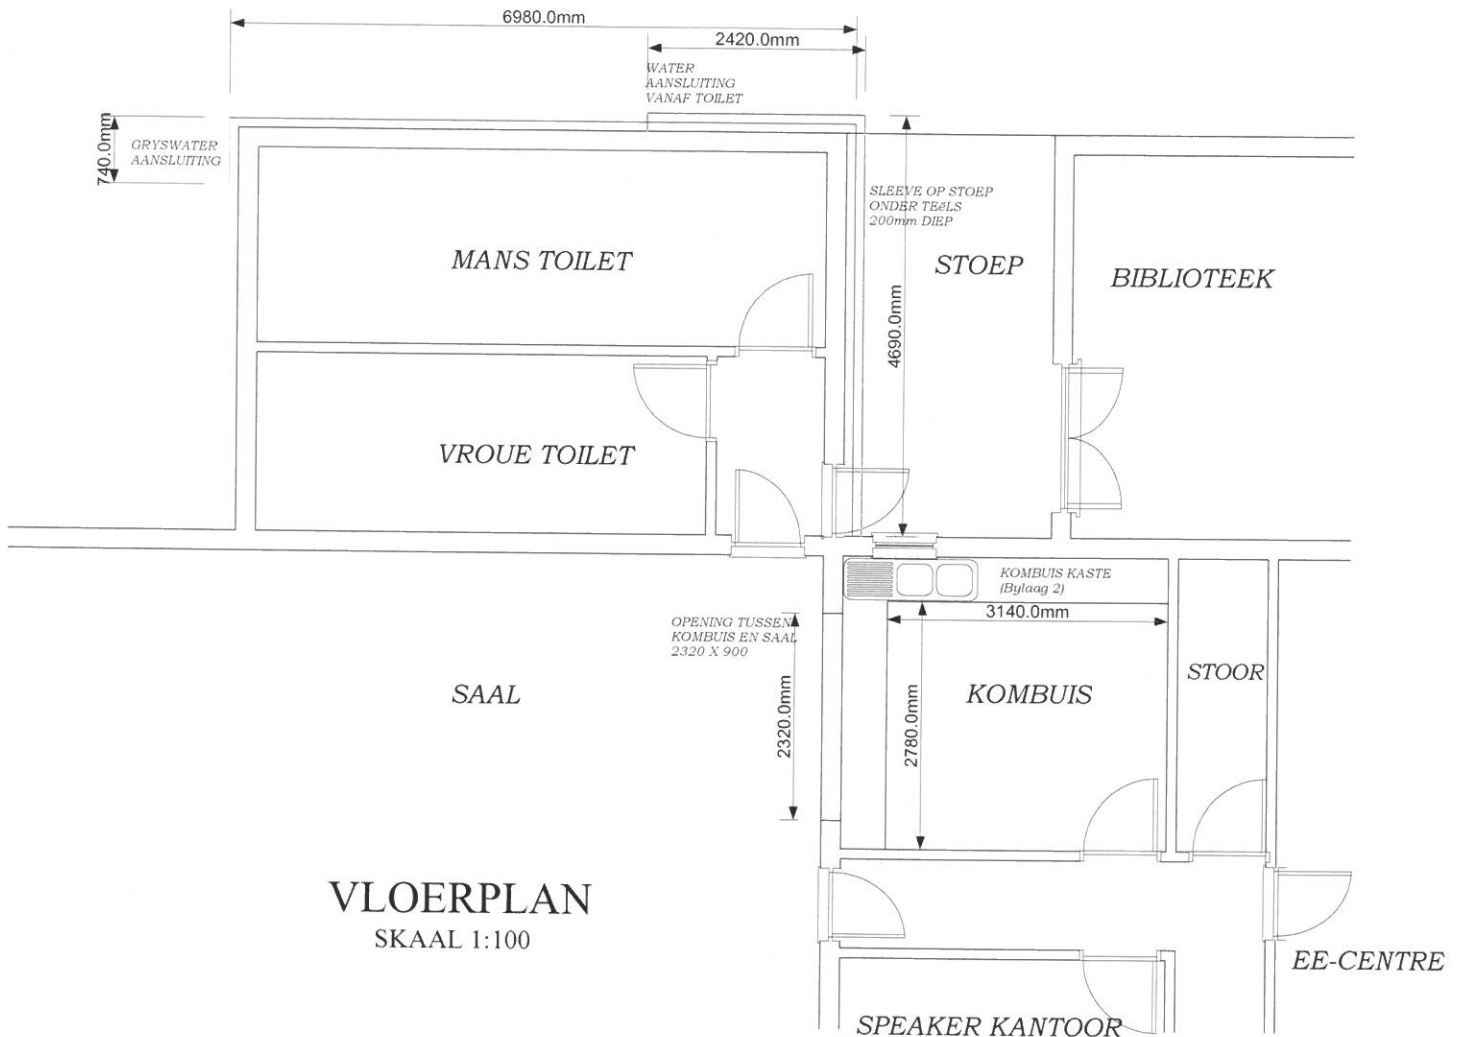 6980.0mm
2420.0mm
WATER
AANSLUITING
VANAF TOILET
740.0mm
GRYSWATER
AANSLUITING
SLEEVE OP STOEP
ONDER TEëLS
200mm DIEP
MANS TOILET
STOEP
BIBLIOTEEK
4690.0mm
VROUE TOILET
KOMBUIS KASTE
(Bylaag 2)
3140.0mm
OPENING TUSSEN
KOMBUIS EN SAAL
2320 X 900
SAAL
2320.0mm
2780.0mm
KOMBUIS
STOOR
VLOERPLAN
SKAAL 1:100
EE-CENTRE
SPEAKER KANTOOR